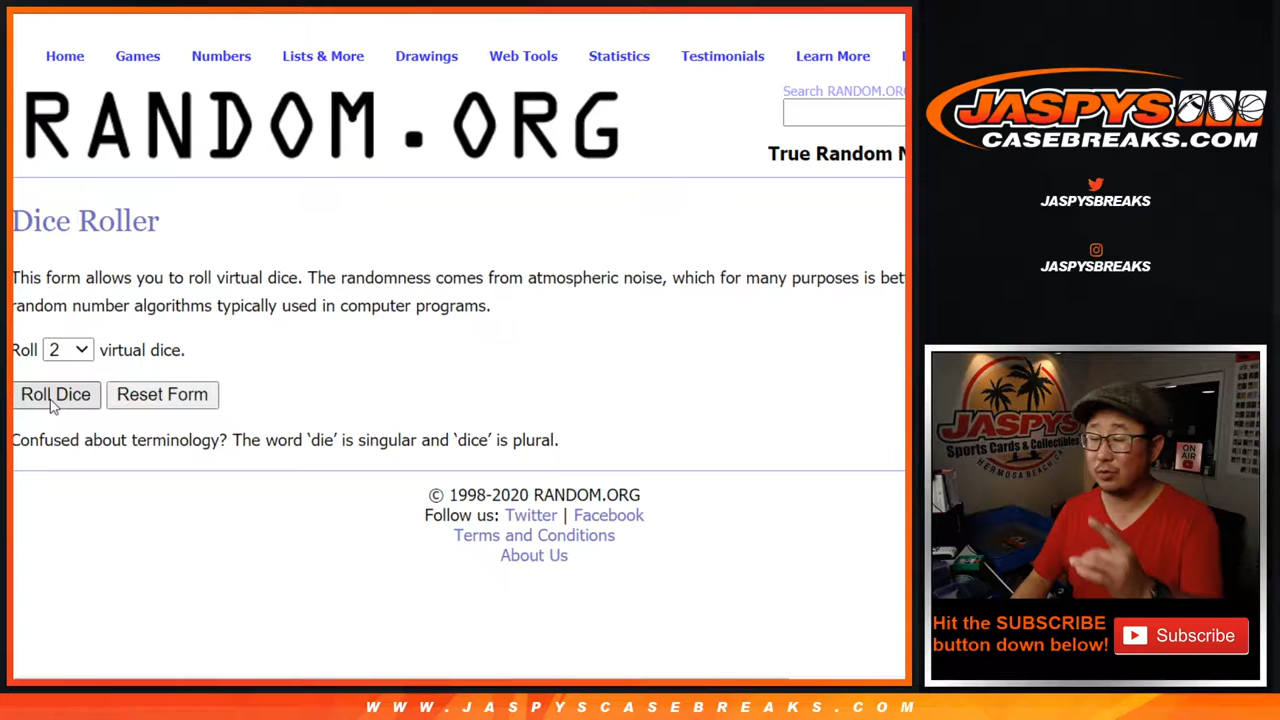 Home Games Numbers Lists & More Drawings Web Tools Statistics Testimonials Learn More
RANDOM.ORG
Search RANDOM.ORG
True Random N
Dice Roller
This form allows you to roll virtual dice. The randomness comes from atmospheric noise, which for many purposes is bet
random number algorithms typically used in computer programs.
Roll 2 virtual dice.
Roll Dice Reset Form
Confused about terminology? The word ‘die’ is singular and ‘dice’ is plural.
© 1998-2020 RANDOM.ORG
Follow us: Twitter | Facebook
Terms and Conditions
About Us
JASPYS
CASEBREAKS.COM
JASPYSBREAKS
JASPYSBREAKS
JASPYS
Sports Cards & Collectibles
HERMOSA BEACH, CA
ON AIR
Hit the SUBSCRIBE
button down below!
Subscribe
WWW.JASPYSCASEBREAKS.COM